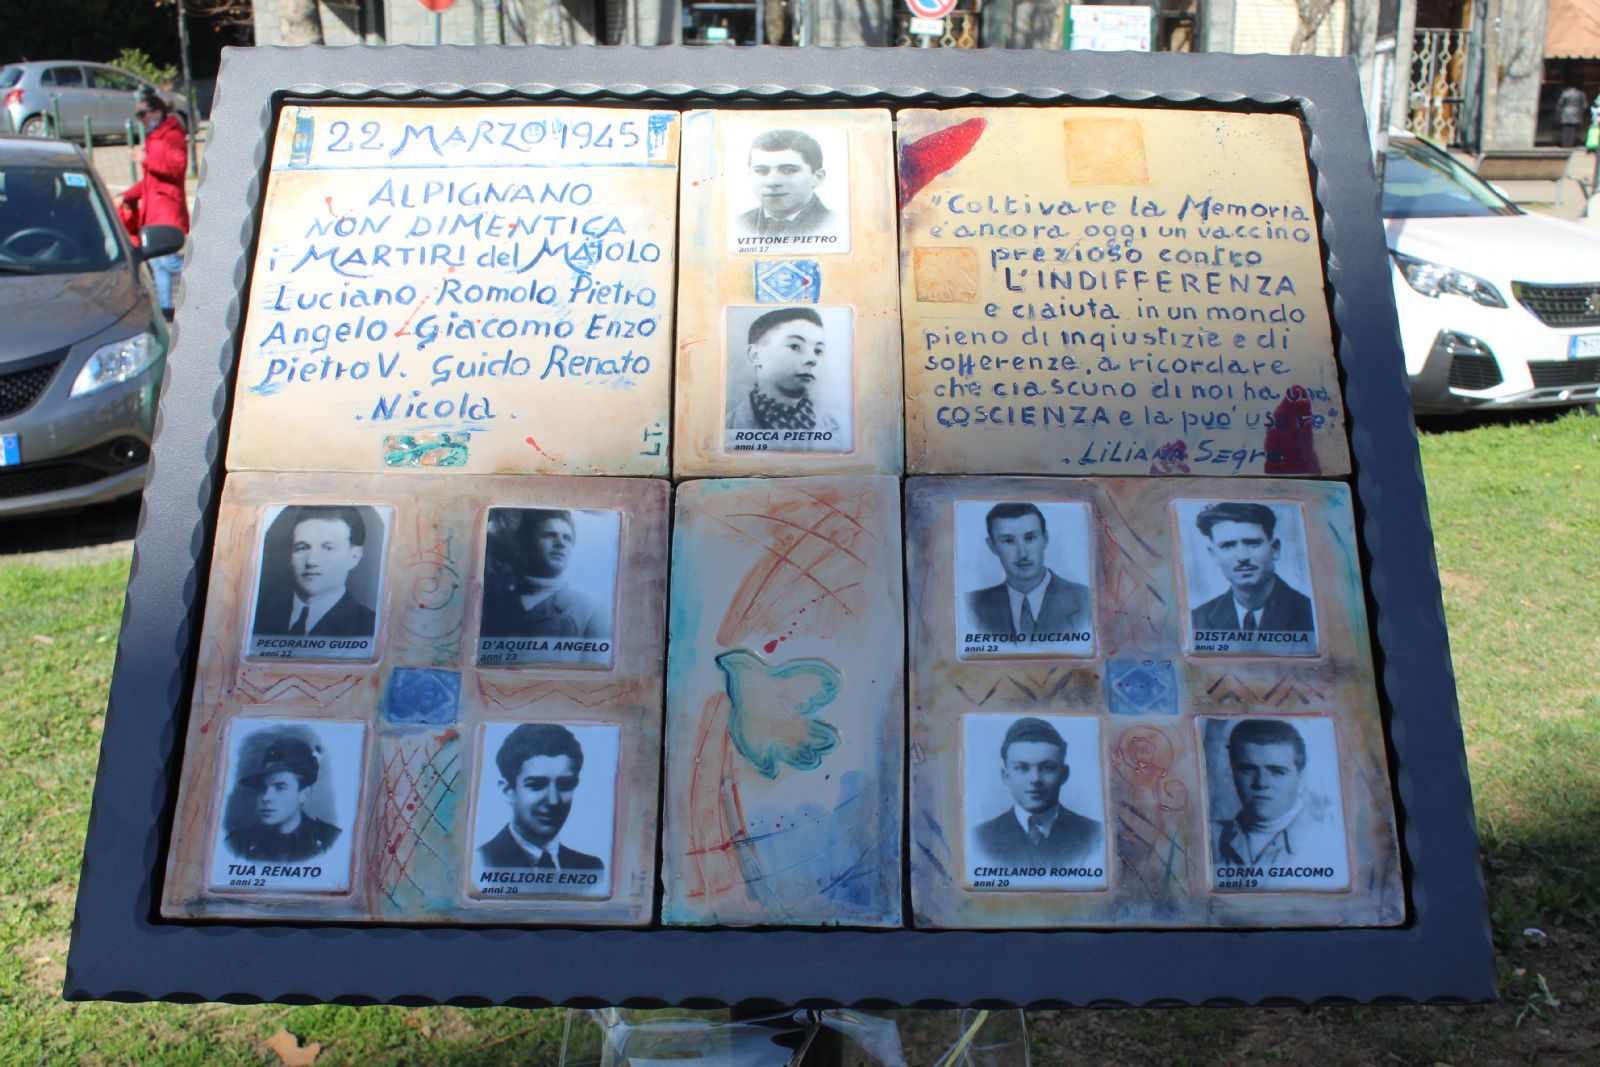 22 MARZO 1945
ALPIGNANO
NON DIMENTICA
i MARTIRI del MAIOLO
Luciano Romolo Pietro
Angelo Giacomo Enzo
Pietro V. Guido Renato
.Nicola.
L.T.
VITTONE PIETRO
anni 17
ROCCA PIETRO
anni 19
"Coltivare la Memoria
e' ancora oggi un vaccino
prezioso contro
L'INDIFFERENZA
e ci aiuta in un mondo
pieno di ingiustizie e di
sofferenze, a ricordare
che ciascuno di noi ha una
COSCIENZA e la puo' usare."
.LiLiANA SEgre
PECORAINO GUIDO
anni 32
D'AQUILA ANGELO
anni 23
TUA RENATO
anni 22
MIGLIORE ENZO
anni 20
BERTOLO LUCIANO
anni 23
DISTANI NICOLA
anni 20
CIMILANDO ROMOLO
anni 20
CORNA GIACOMO
anni 19